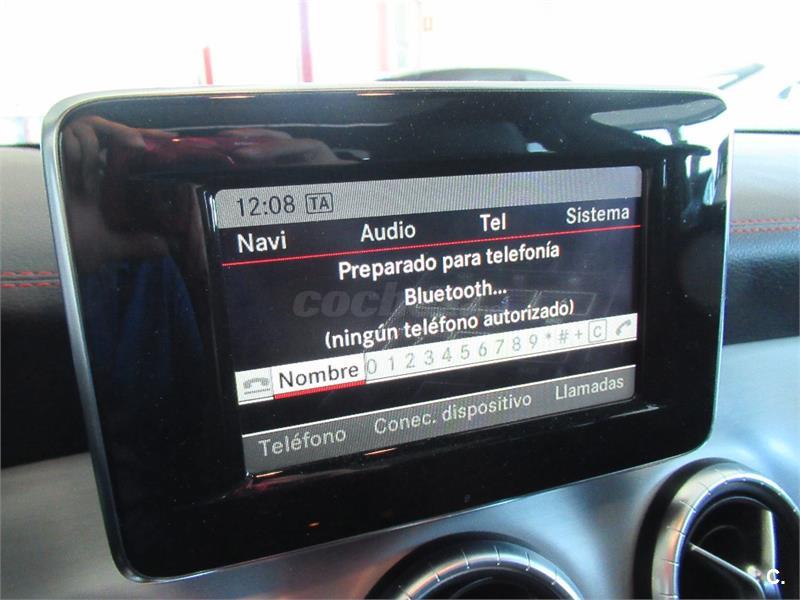 12:08 TA
Navi Audio Tel Sistema
Preparado para telefonía
Bluetooth...
(ningún teléfono autorizado)
Nombre 0 1 2 3 4 5 6 7 8 9 * # + C
Teléfono Conec. dispositivo Llamadas
C.